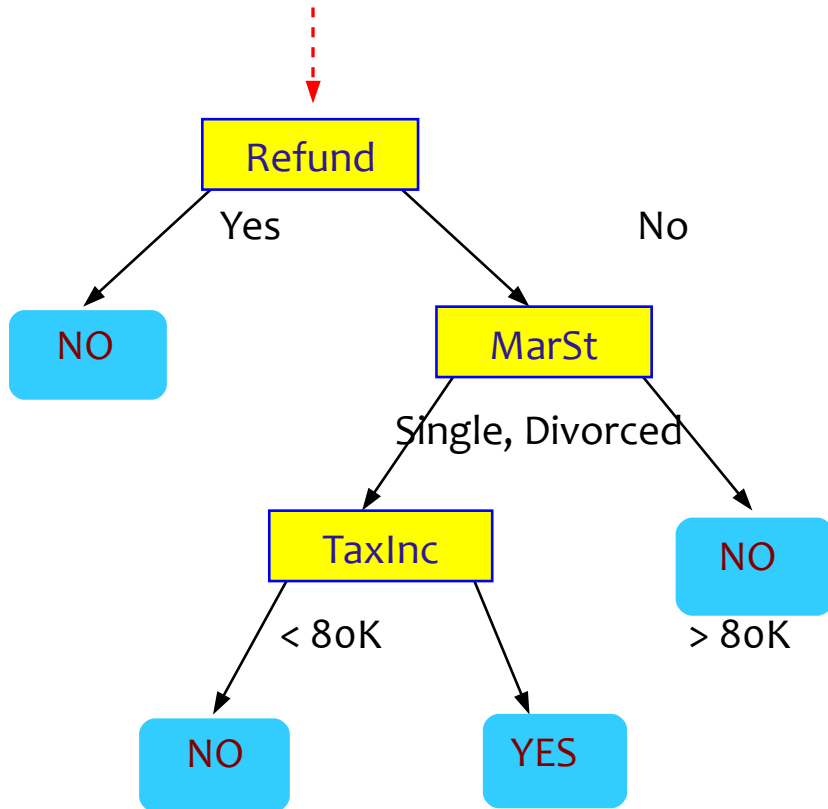 Refund
Yes No
NO
MarSt
Single, Divorced
TaxInc
NO
< 80K > 80K
NO
YES